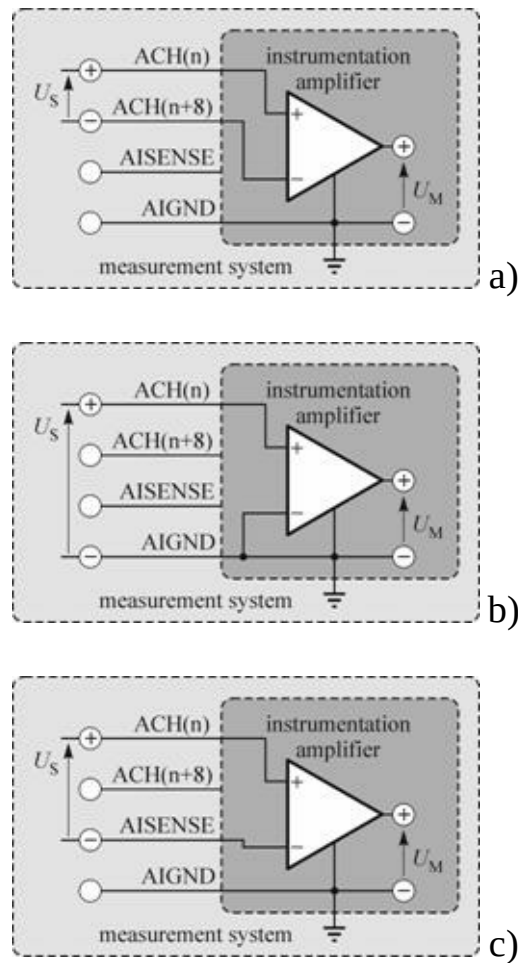 ACH(n)
instrumentation
amplifier
+
U_S
ACH(n+8)
+
−
−
+
AISENSE
U_M
AIGND
−
measurement system
a)
ACH(n)
instrumentation
amplifier
+
U_S
ACH(n+8)
+
AISENSE
−
+
U_M
AIGND
−
−
measurement system
b)
ACH(n)
instrumentation
amplifier
+
U_S
ACH(n+8)
+
AISENSE
−
−
+
U_M
AIGND
−
measurement system
c)